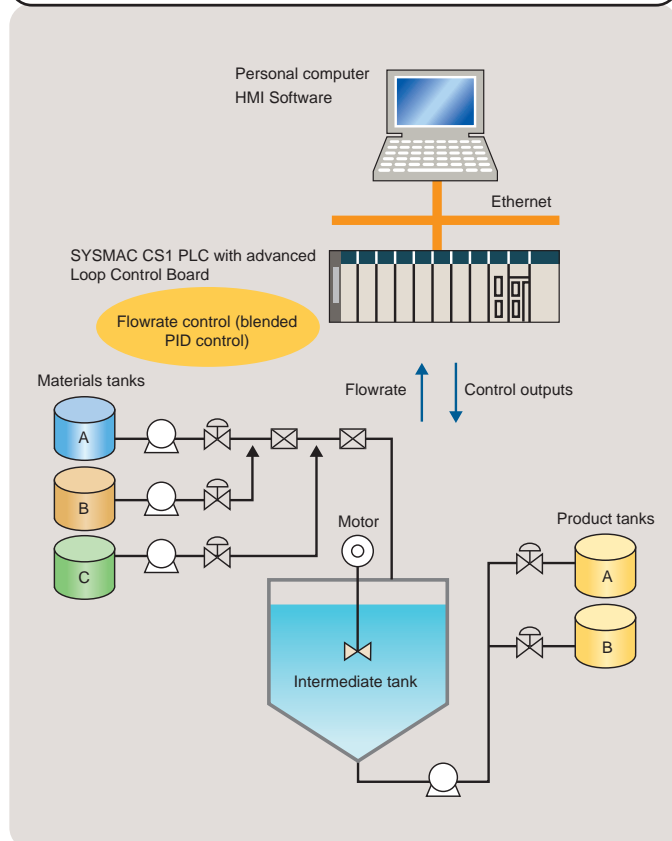 Personal computer
HMI Software
Ethernet
SYSMAC CS1 PLC with advanced
Loop Control Board
Flowrate control (blended
PID control)
Flowrate
Control outputs
Materials tanks
A
B
C
Motor
Product tanks
A
B
Intermediate tank